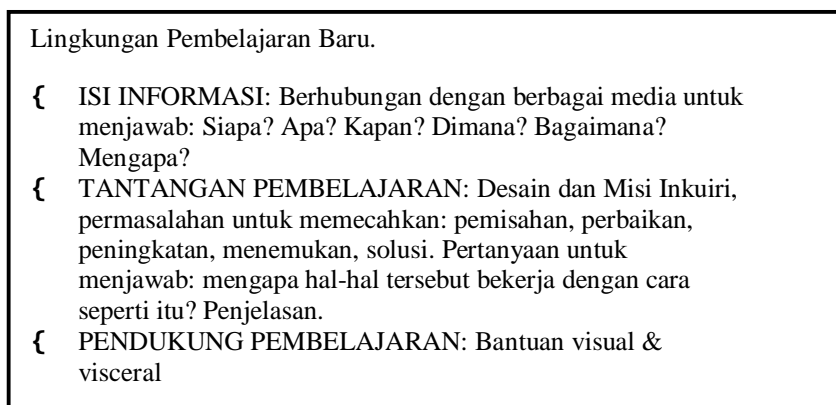 Lingkungan Pembelajaran Baru.
{ ISI INFORMASI: Berhubungan dengan berbagai media untuk
menjawab: Siapa? Apa? Kapan? Dimana? Bagaimana?
Mengapa?
{ TANTANGAN PEMBELAJARAN: Desain dan Misi Inkuiri,
permasalahan untuk memecahkan: pemisahan, perbaikan,
peningkatan, menemukan, solusi. Pertanyaan untuk
menjawab: mengapa hal-hal tersebut bekerja dengan cara
seperti itu? Penjelasan.
{ PENDUKUNG PEMBELAJARAN: Bantuan visual &
visceral